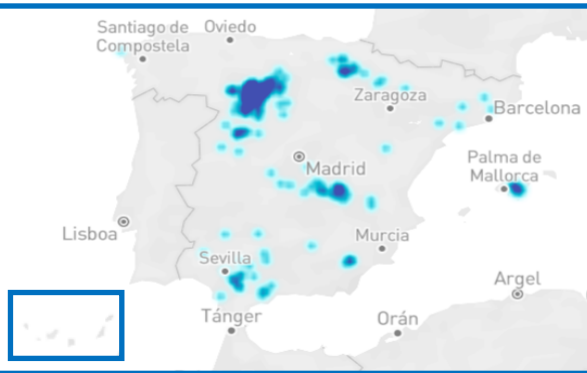 Santiago de
Compostela
Oviedo
Zaragoza
Barcelona
Madrid
Palma de
Mallorca
Lisboa
Murcia
Sevilla
Argel
Tánger
Orán